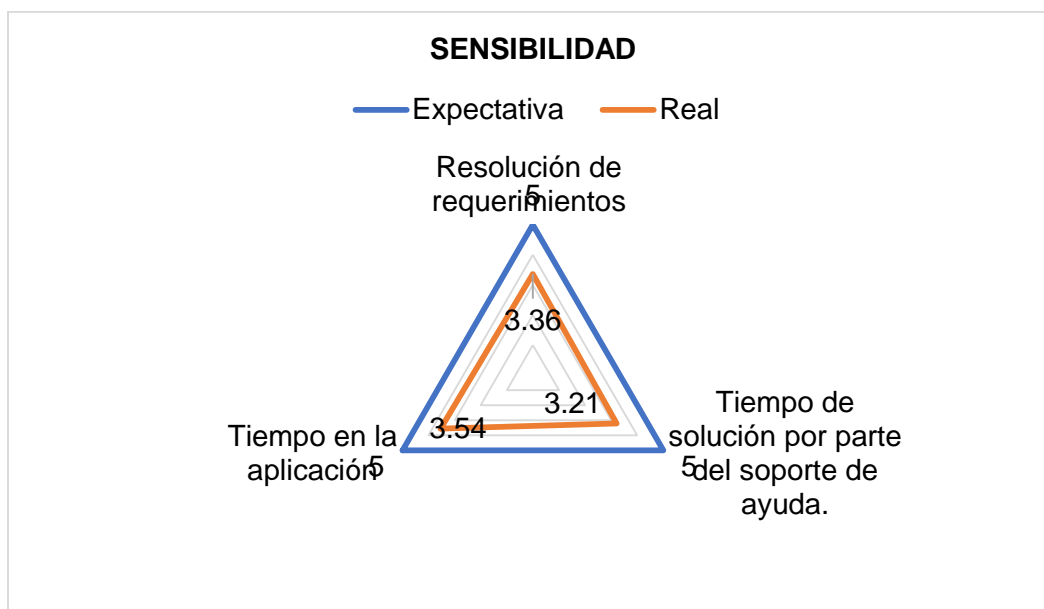 SENSIBILIDAD
Expectativa
Real
Resolución de
requerimientos
5
3.36
3.21
3.54
Tiempo en la
aplicación
5
Tiempo de
solución por parte
del soporte de
ayuda.
5